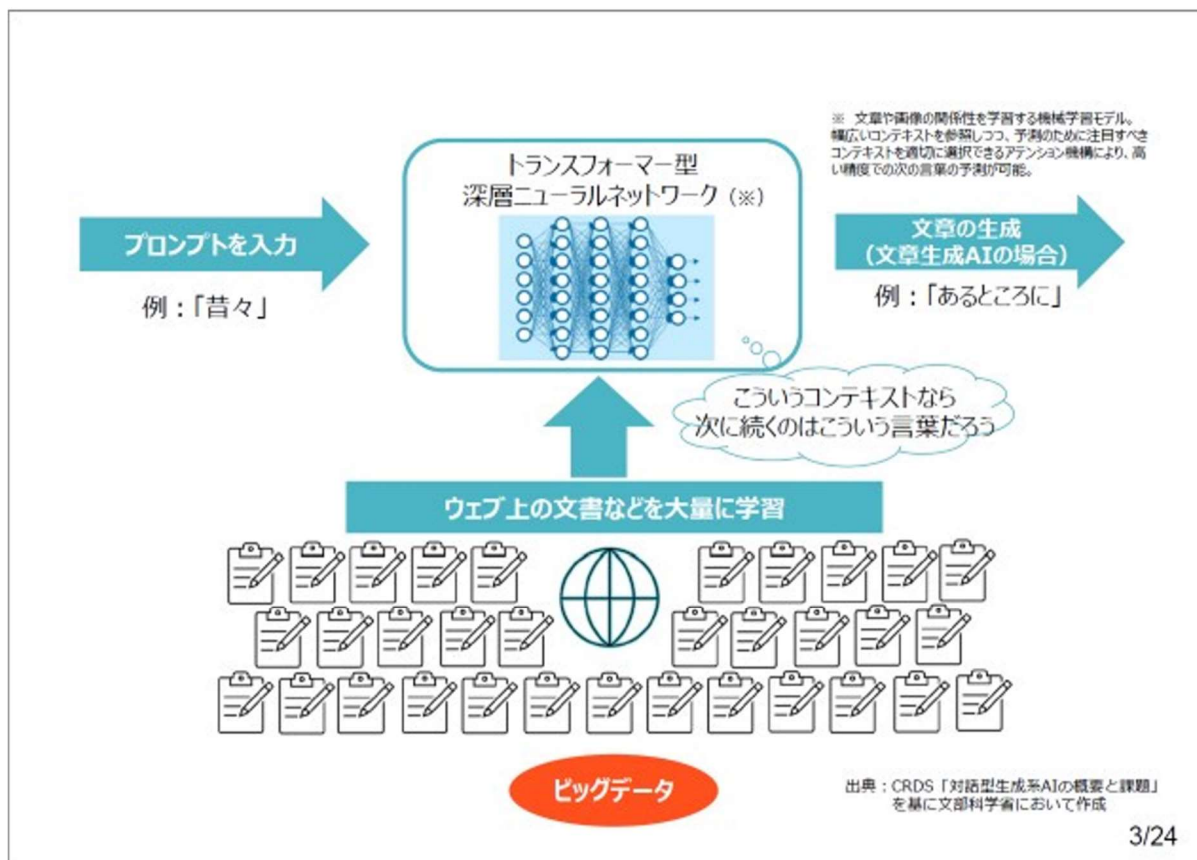 ※ 文章や画像の関係性を学習する機械学習モデル。
幅広いコンテキストを参照しつつ、予測のために注目すべき
コンテキストを適切に選択できるアテンション機構により、高
い精度での次の言葉の予測が可能。
トランスフォーマー型
深層ニューラルネットワーク（※）
プロンプトを入力
例：「昔々」
文章の生成
（文章生成AIの場合）
例：「あるところに」
こういうコンテキストなら
次に続くのはこういう言葉だろう
ウェブ上の文書などを大量に学習
ビッグデータ
出典：CRDS「対話型生成系AIの概要と課題」
を基に文部科学省において作成
3/24